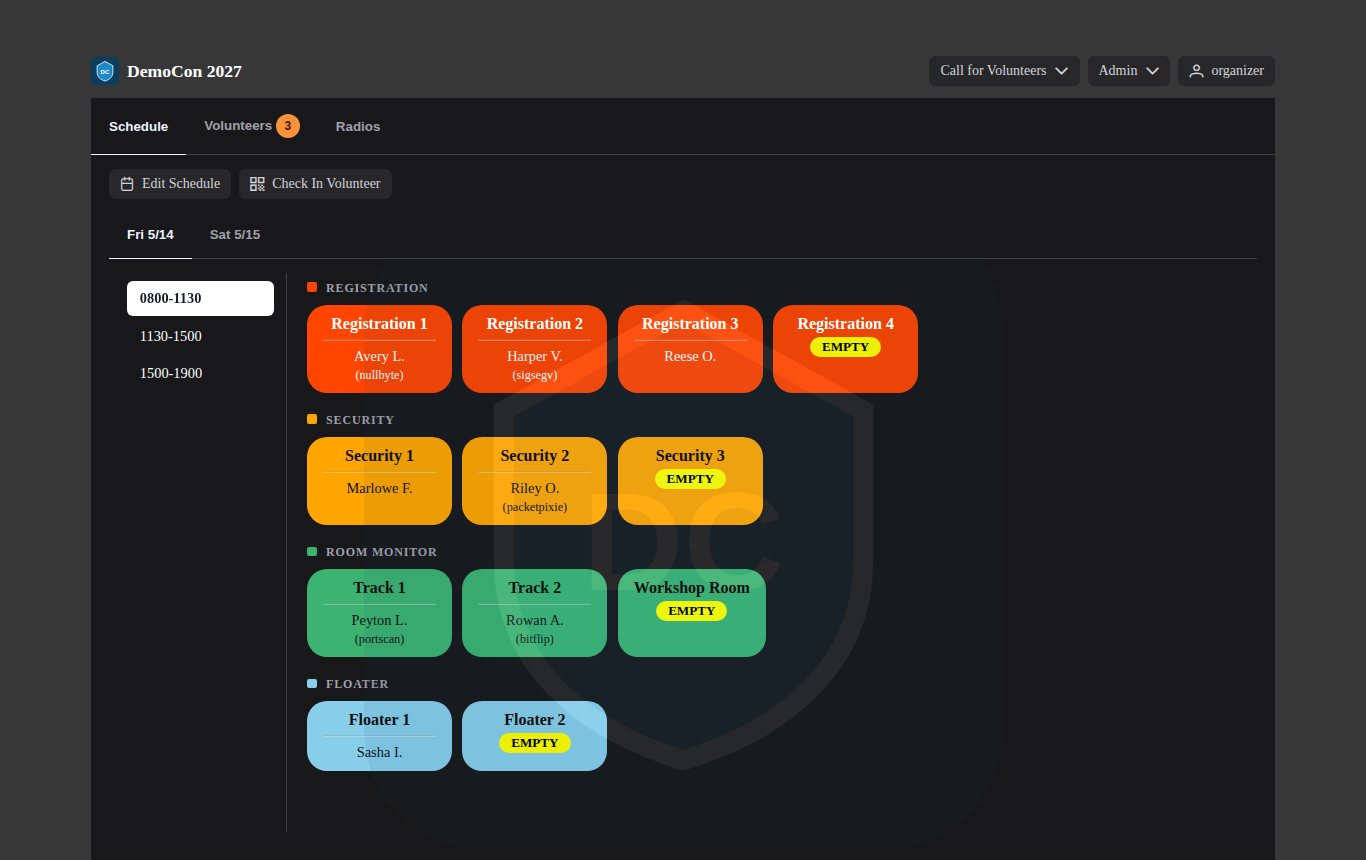 DC DemoCon 2027
Call for Volunteers Admin organizer
Schedule Volunteers 3 Radios
Edit Schedule Check In Volunteer
Fri 5/14 Sat 5/15
0800-1130
1130-1500
1500-1900
REGISTRATION
Registration 1 Registration 2 Registration 3 Registration 4
Avery L. Harper V. Reese O. EMPTY
(nullbyte) (sigsegv)
SECURITY
Security 1 Security 2 Security 3
Marlowe F. Riley O. EMPTY
(packetpixie)
DC
ROOM MONITOR
Track 1 Track 2 Workshop Room
Peyton L. Rowan A. EMPTY
(portscan) (bitflip)
FLOATER
Floater 1 Floater 2
Sasha I. EMPTY